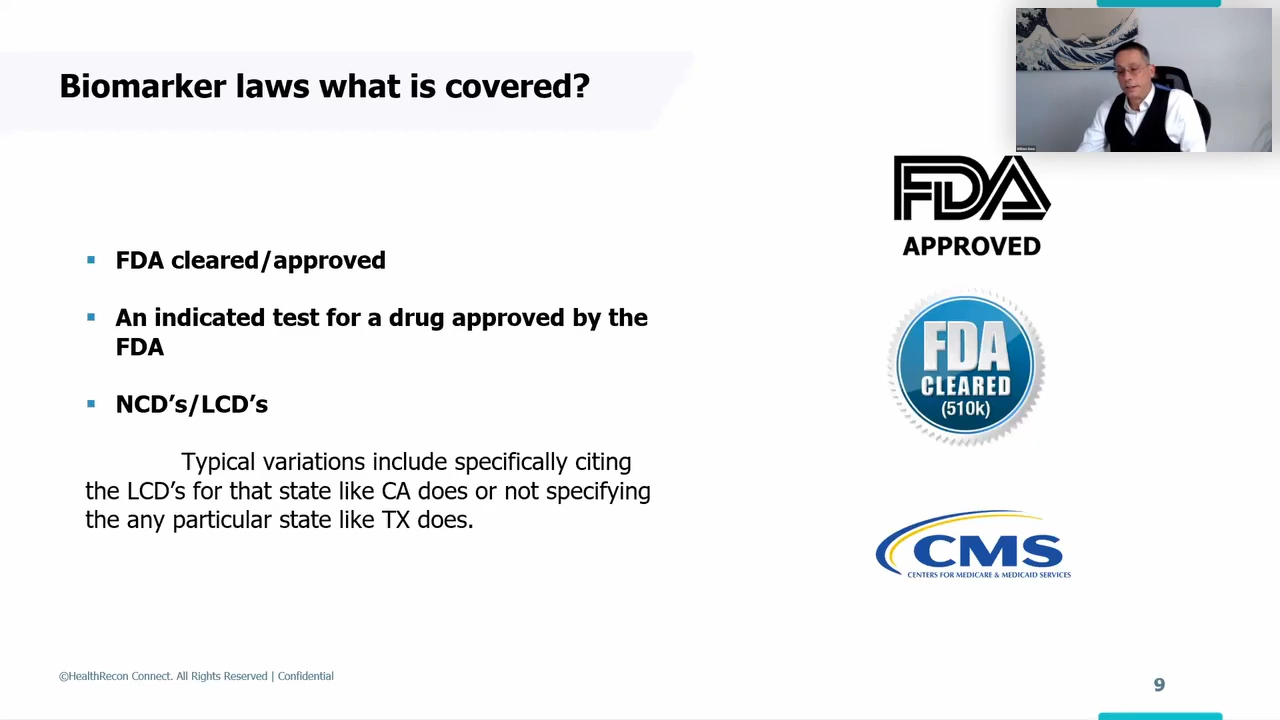 Biomarker laws what is covered?
FDA
APPROVED
FDA cleared/approved
An indicated test for a drug approved by the
FDA
NCD's/LCD's
Typical variations include specifically citing
the LCD's for that state like CA does or not specifying
the any particular state like TX does.
FDA
CLEARED
(510k)
CMS
CENTERS FOR MEDICARE & MEDICAID SERVICES
©HealthRecon Connect. All Rights Reserved | Confidential
9